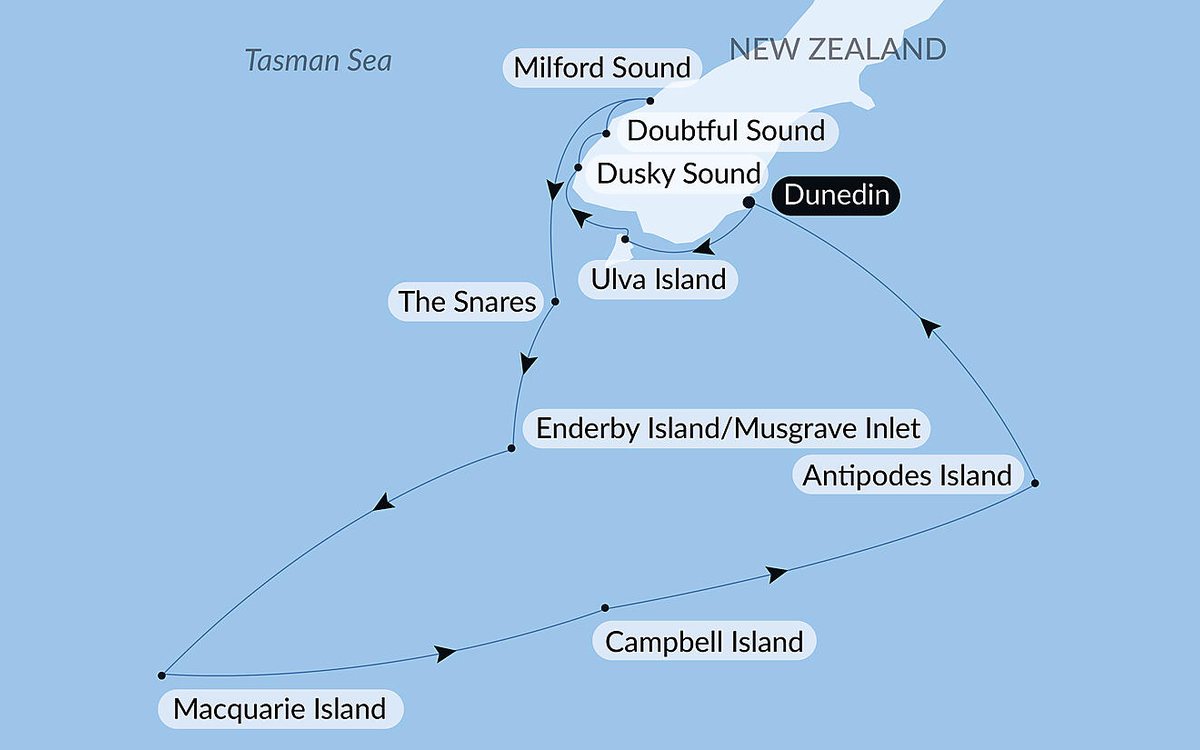 NEW ZEALAND
Tasman Sea
Milford Sound
Doubtful Sound
Dusky Sound
Dunedin
Ulva Island
The Snares
Enderby Island/Musgrave Inlet
Antipodes Island
Campbell Island
Macquarie Island